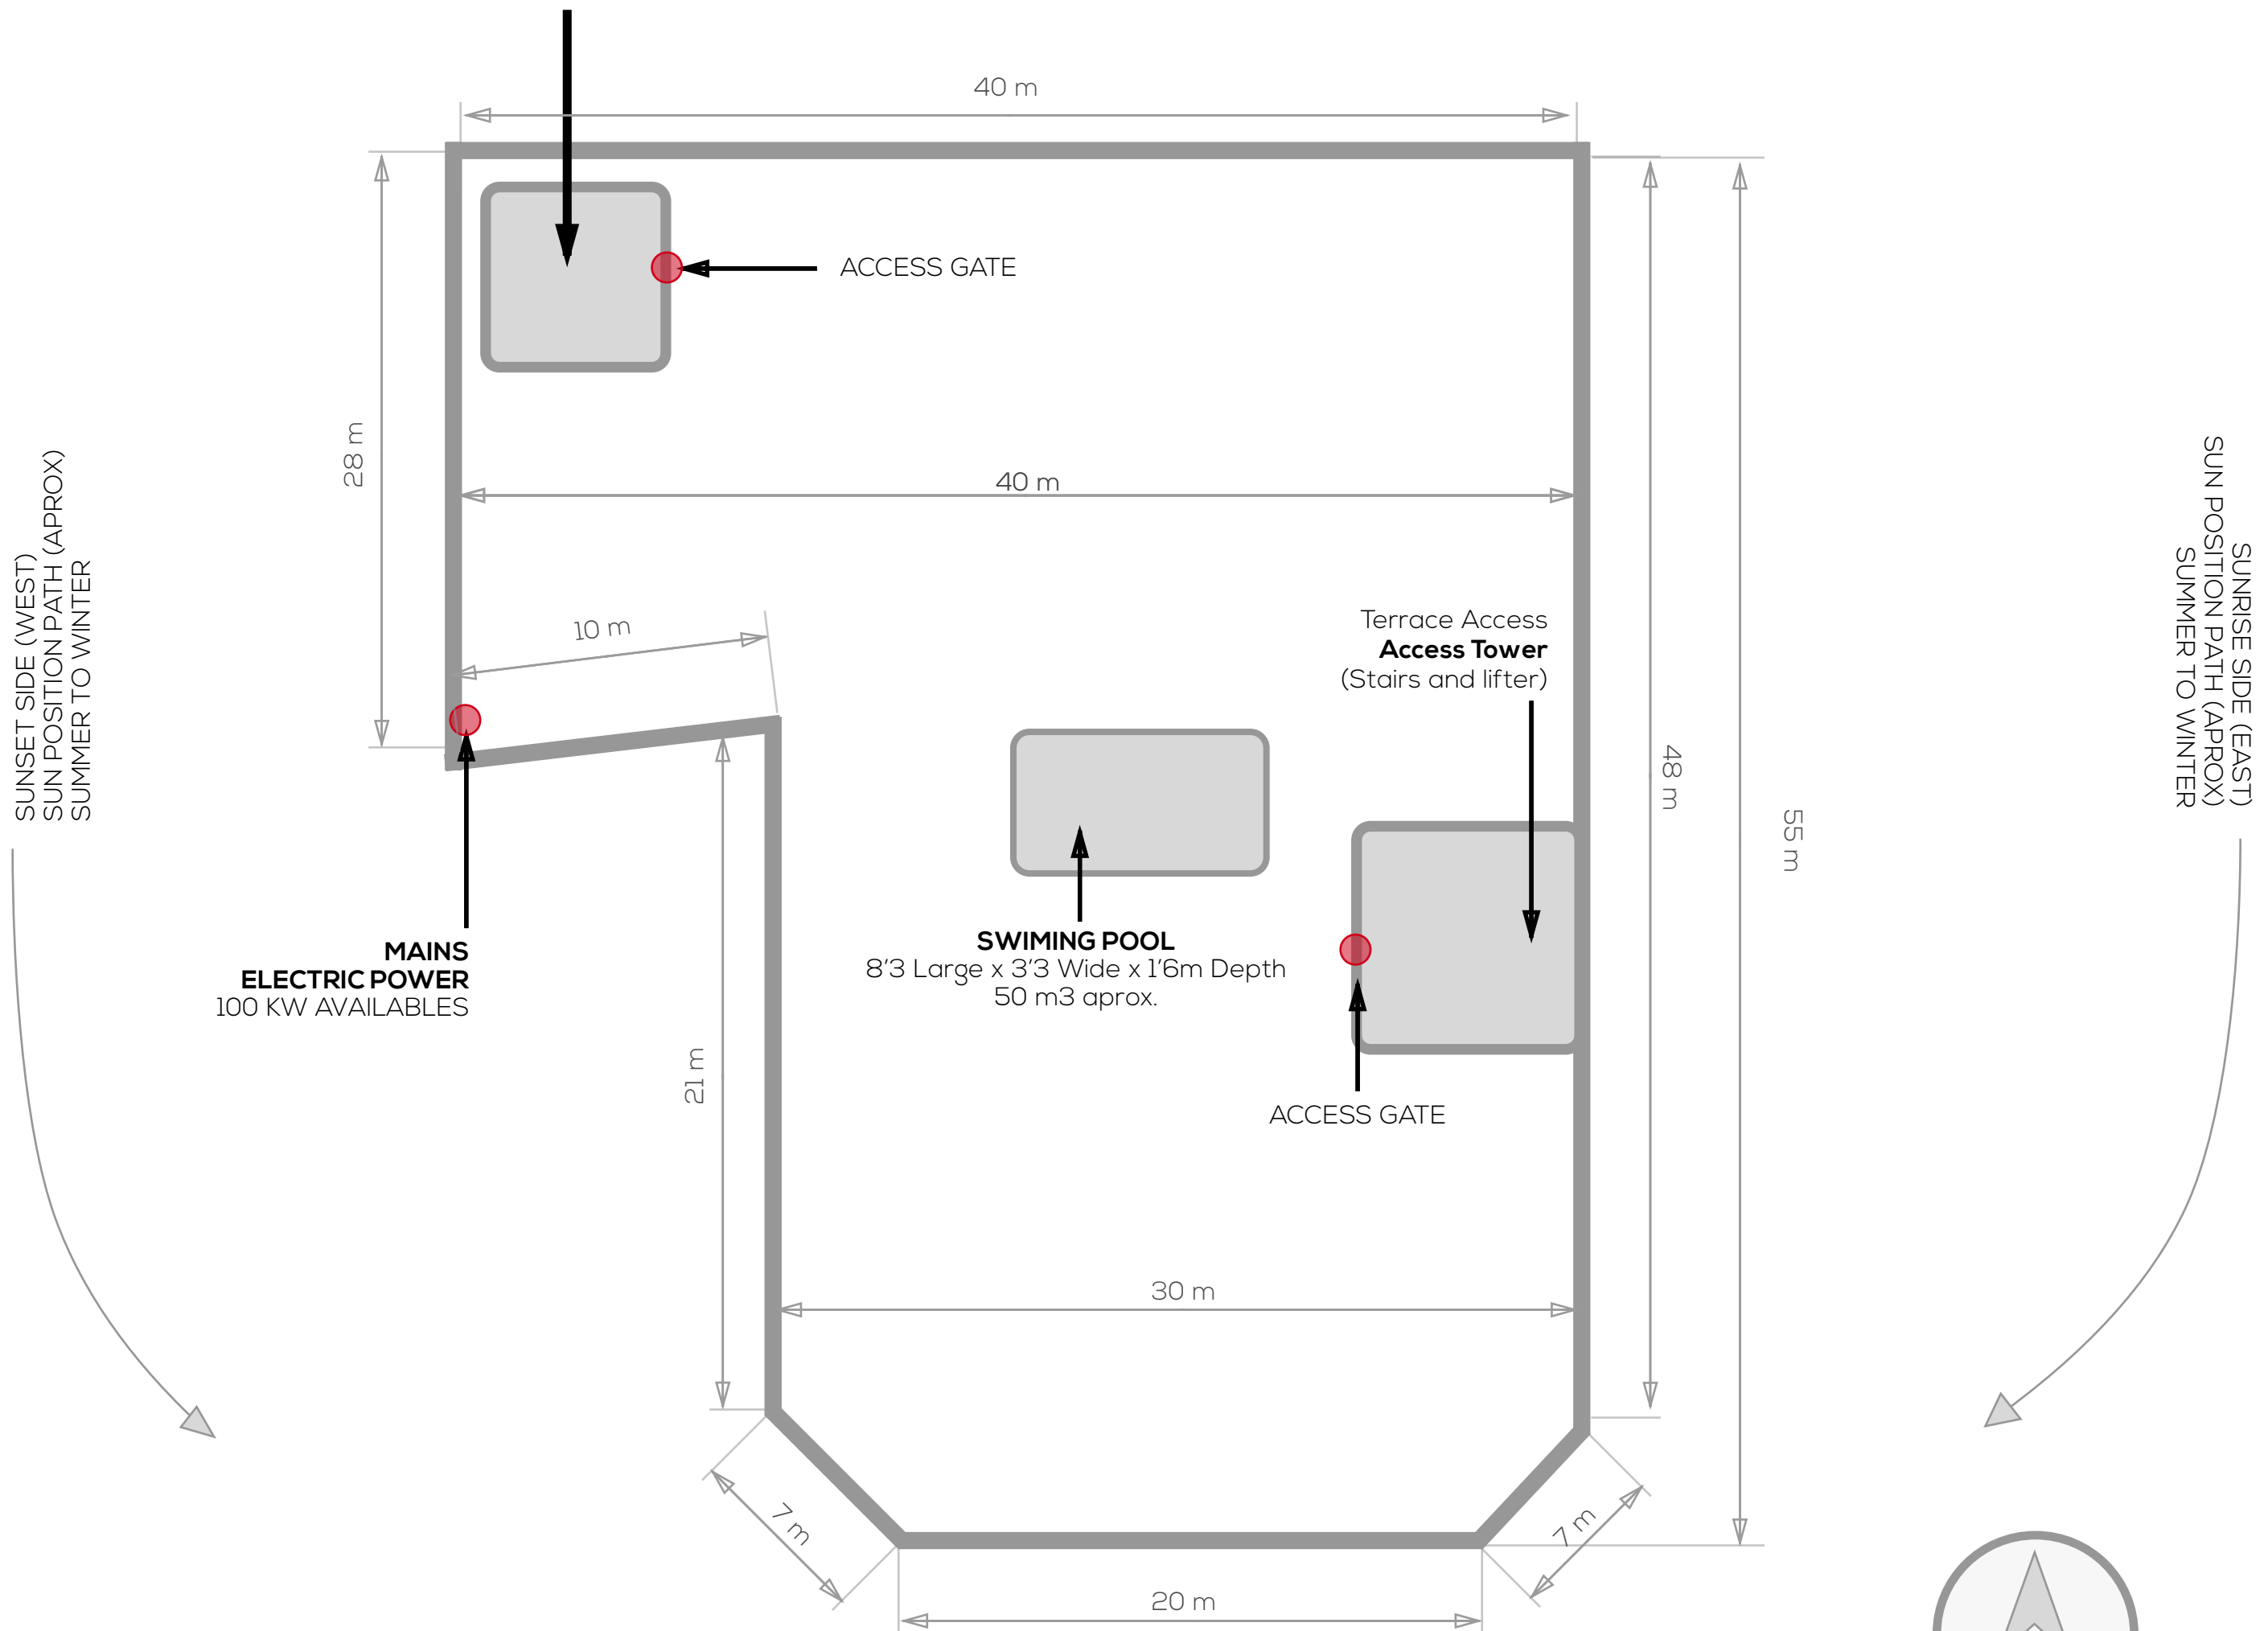 40 m
ACCESS GATE
28 m
40 m
SUNSET SIDE (WEST)
SUN POSITION PATH (APROX)
SUMMER TO WINTER
SUNRISE SIDE (EAST)
SUN POSITION PATH (APROX)
SUMMER TO WINTER
10 m
Terrace Access
Access Tower
(Stairs and lifter)
48 m
55 m
MAINS
ELECTRIC POWER
100 KW AVAILABLES
SWIMING POOL
8'3 Large x 3'3 Wide x 1'6m Depth
50 m3 aprox.
21 m
ACCESS GATE
30 m
7 m
7 m
20 m